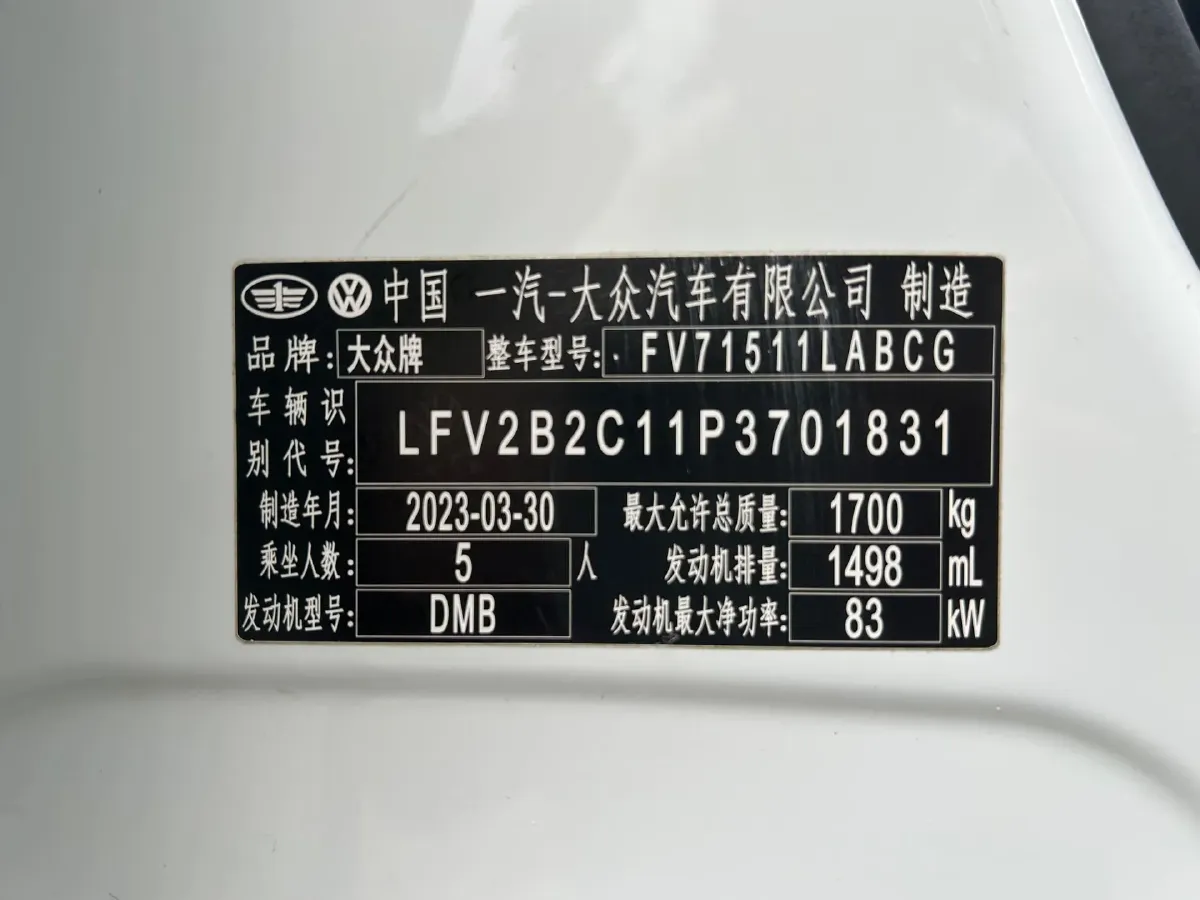 中国 一汽-大众汽车有限公司 制造
品牌: 大众牌 整车型号: FV71511LABCG
车辆识
别代号: LFV2B2C11P3701831
制造年月: 2023-03-30 最大允许总质量: 1700 kg
乘坐人数: 5 人 发动机排量: 1498 mL
发动机型号: DMB 发动机最大净功率: 83 kW